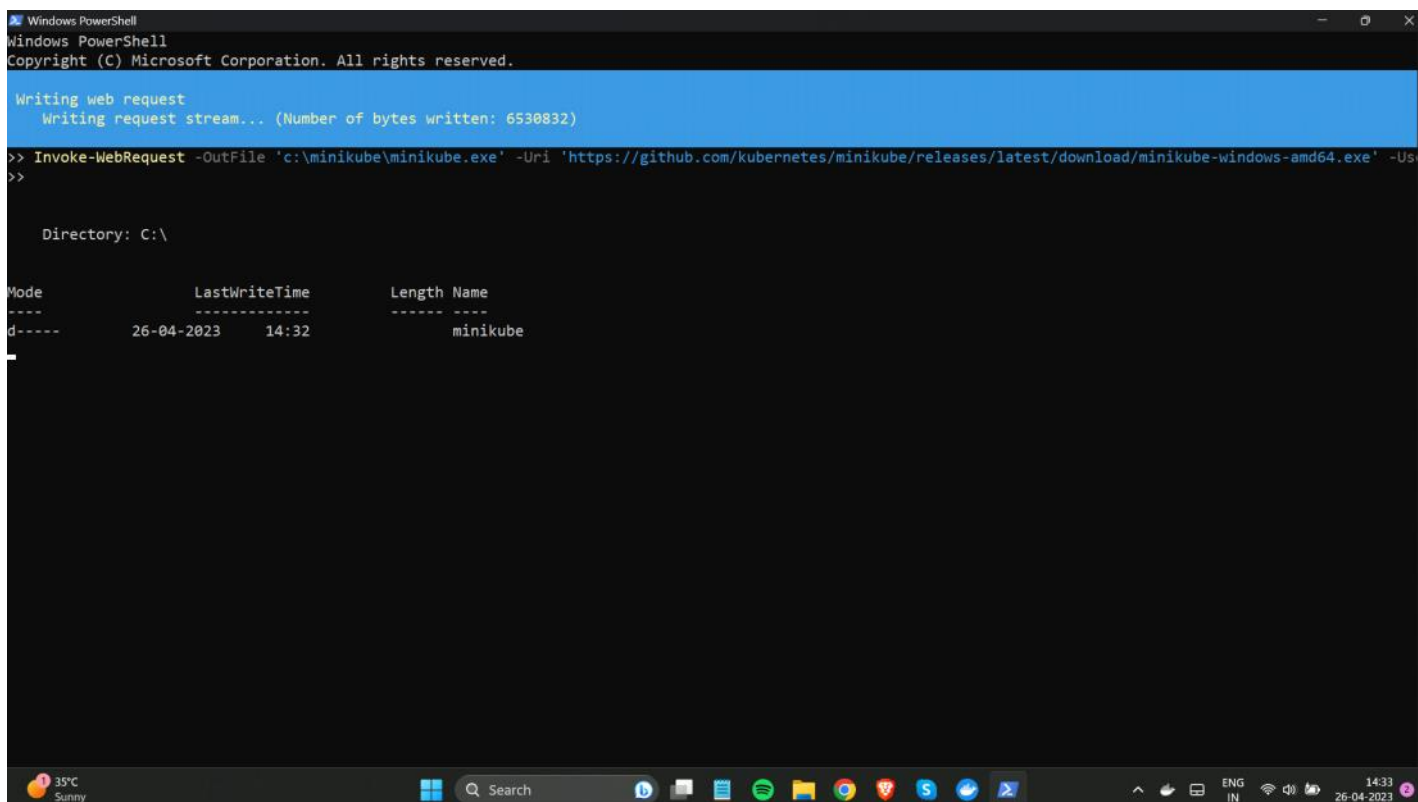 Windows PowerShell
Windows PowerShell
Copyright (C) Microsoft Corporation. All rights reserved.
Writing web request
Writing request stream... (Number of bytes written: 6530832)
>> Invoke-WebRequest -OutFile 'c:\minikube\minikube.exe' -Uri 'https://github.com/kubernetes/minikube/releases/latest/download/minikube-windows-amd64.exe' -Us
>>
Directory: C:\
Mode LastWriteTime Length Name
---- ------------- ------ ----
d----- 26-04-2023 14:32 minikube
1 35°C
Sunny
Search
ENG
IN
14:33
26-04-2023
2